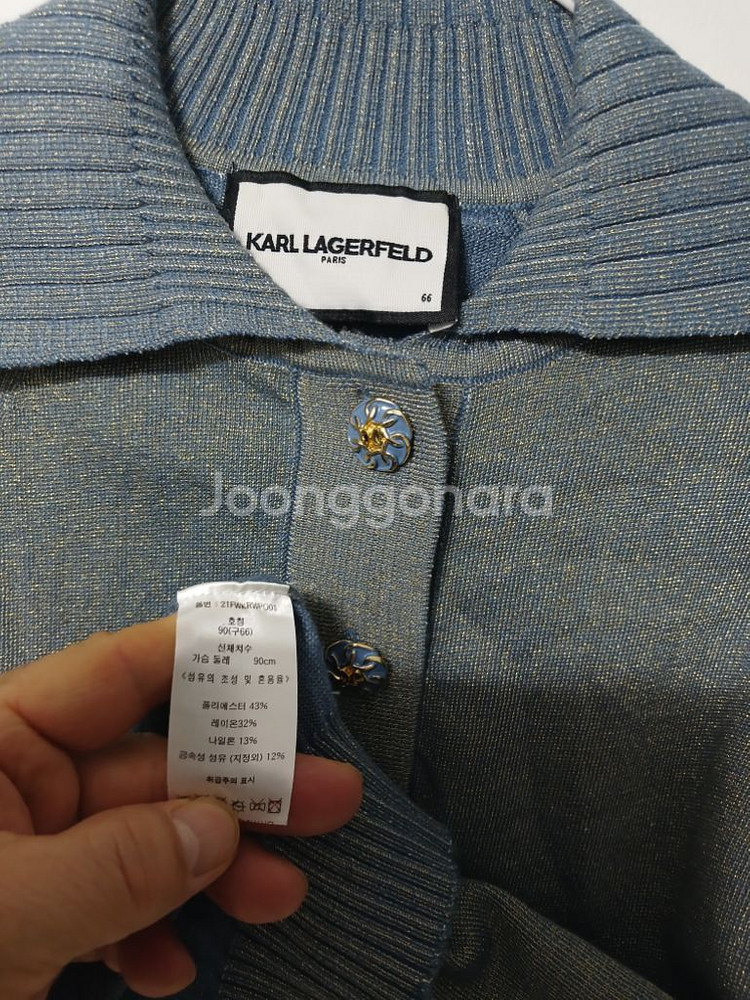 KARL LAGERFELD
PARIS
66
Joonggonara
품번 : 21FWKRWPO01
호칭
90(구66)
신체치수
가슴 둘레 90cm
<섬유의 조성 및 혼용율>
폴리에스터 43%
레이온32%
나일론 13%
금속성 섬유 (지정외) 12%
취급주의 표시